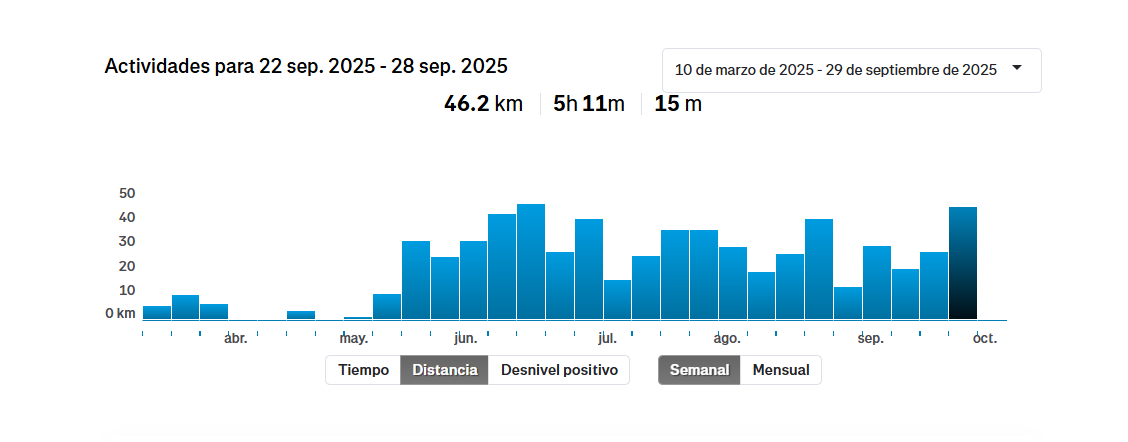 Actividades para 22 sep. 2025 - 28 sep. 2025
10 de marzo de 2025 - 29 de septiembre de 2025
46.2 km 5h 11m 15 m
50
40
30
20
10
0 km
abr. may. jun. jul. ago. sep. oct.
Tiempo Distancia Desnivel positivo Semanal Mensual